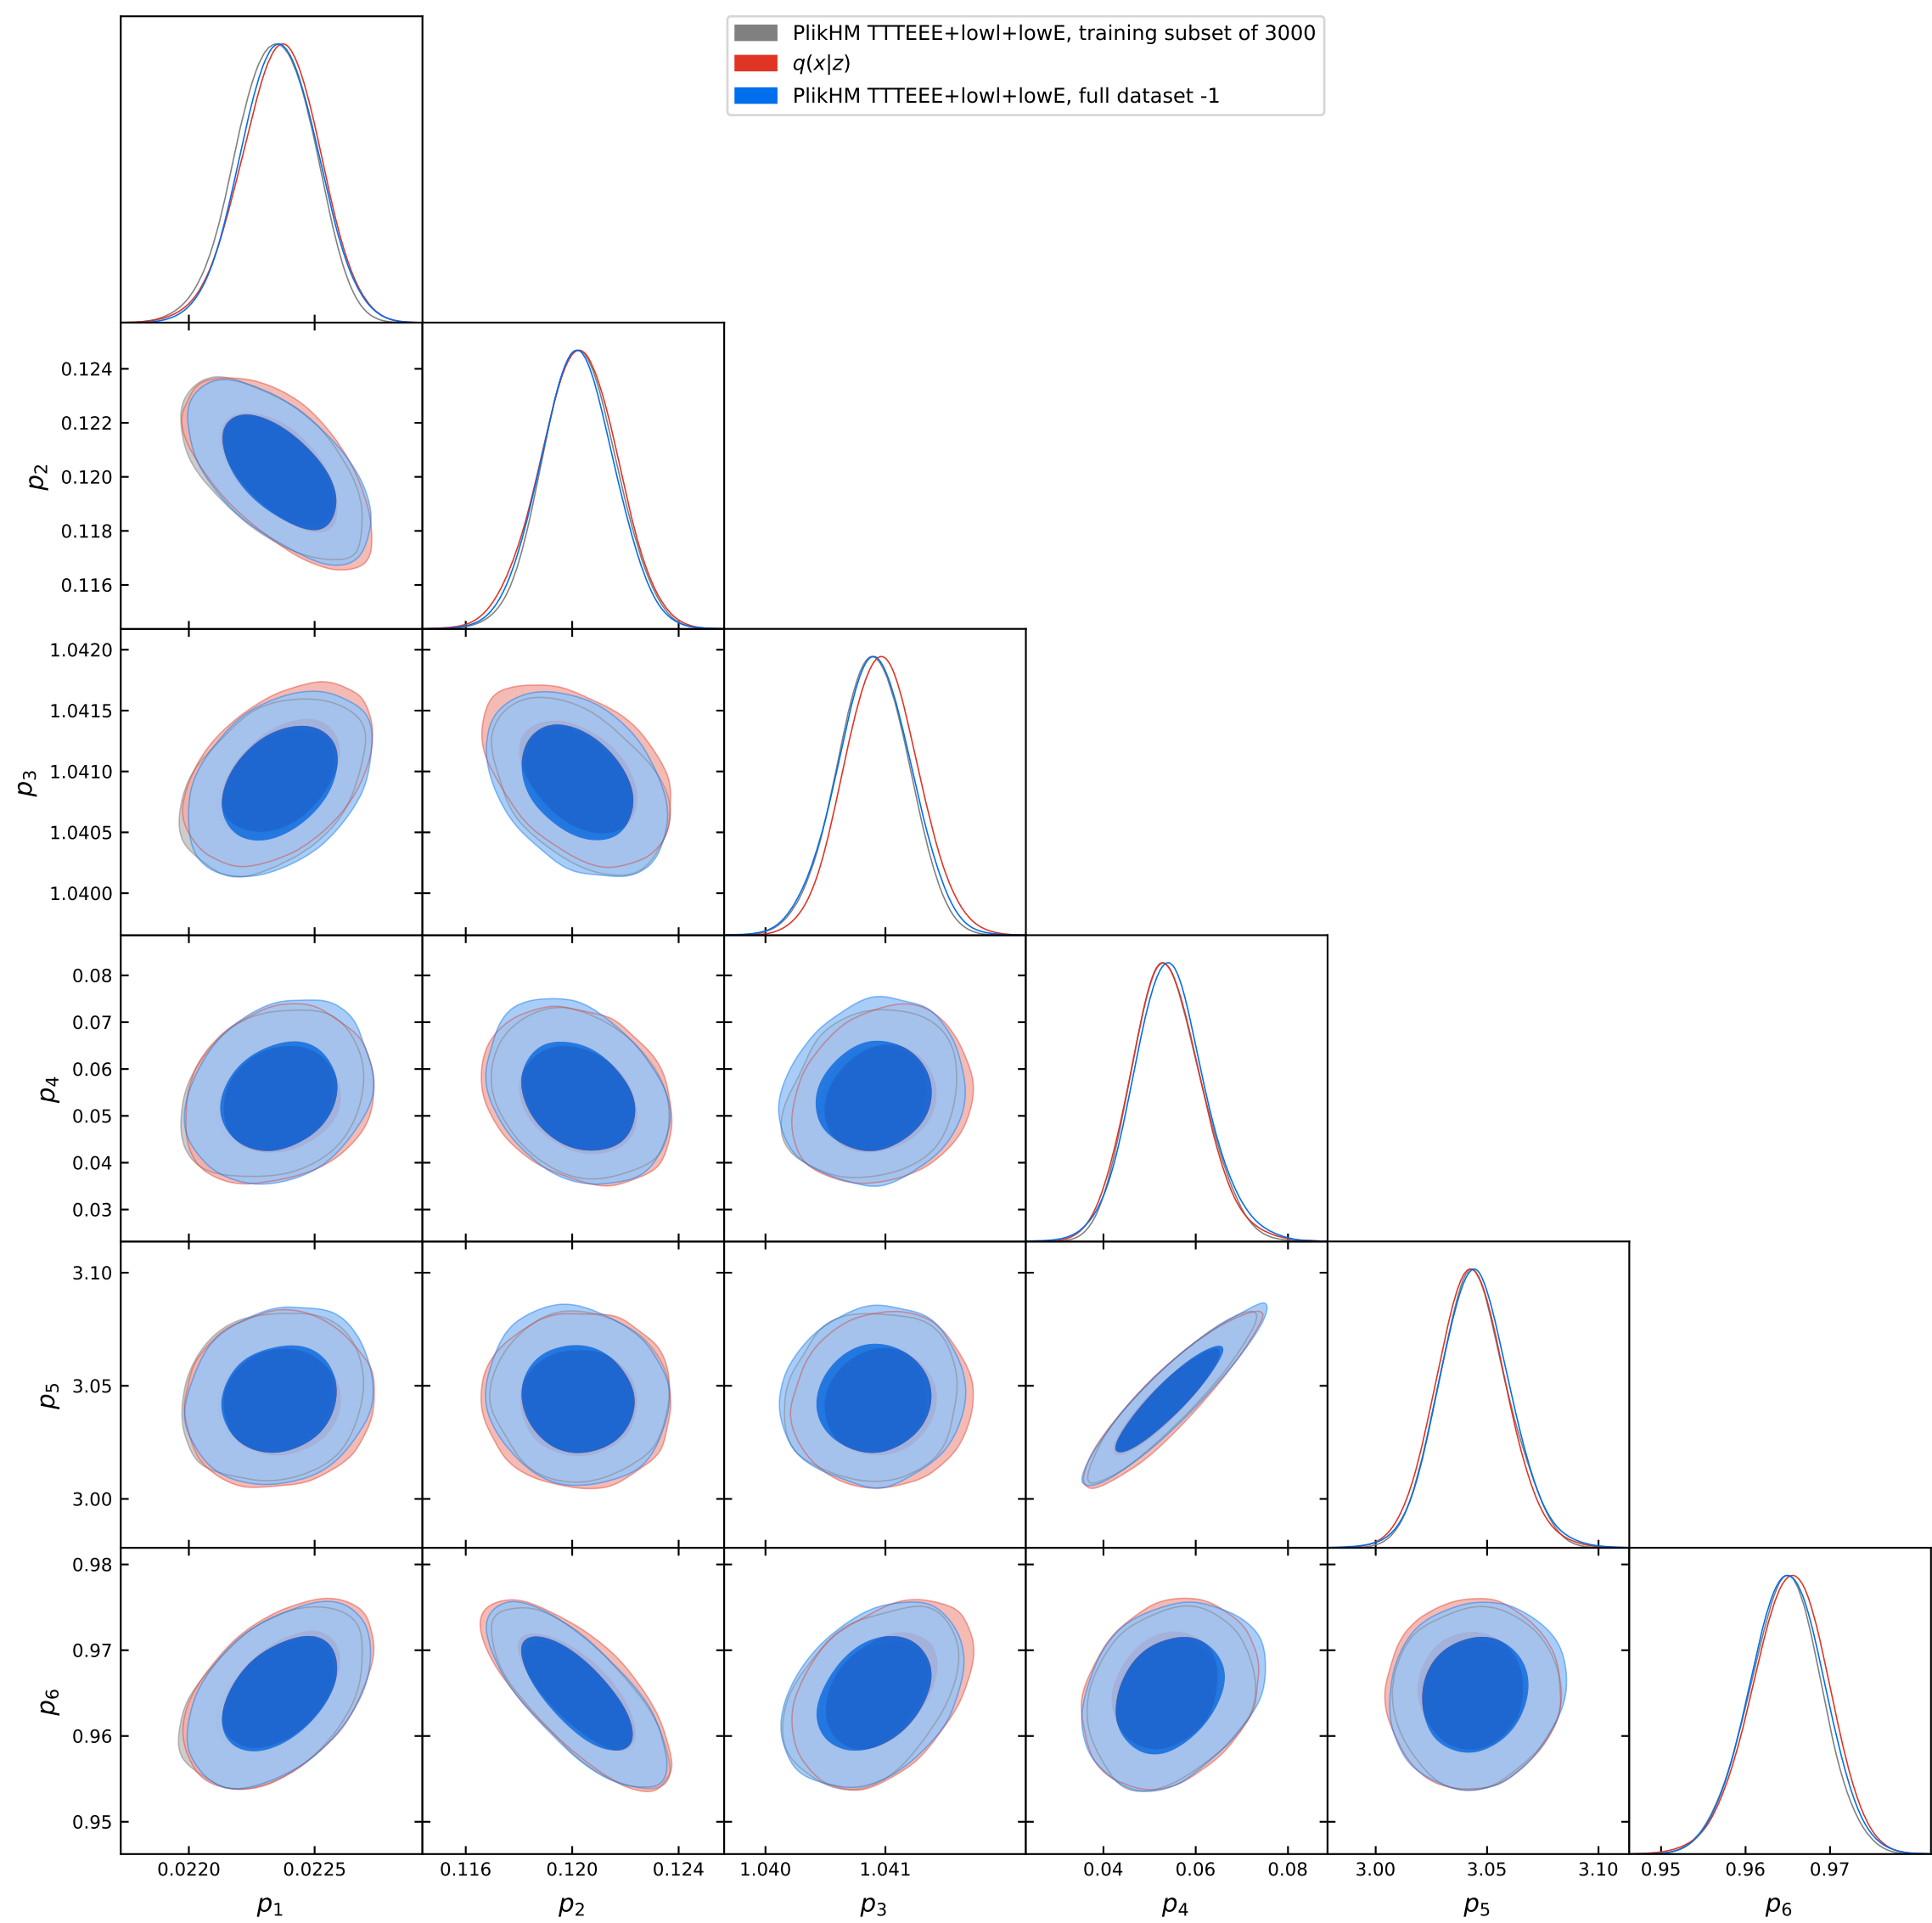 PlikHM TTTEEE+lowl+lowE, training subset of 3000
q(x|z)
PlikHM TTTEEE+lowl+lowE, full dataset -1
0.124
0.122
0.120
0.118
0.116
p2
1.0420
1.0415
1.0410
1.0405
1.0400
p3
0.08
0.07
0.06
0.05
0.04
0.03
p4
3.10
3.05
3.00
p5
0.98
0.97
0.96
0.95
p6
0.0220 0.0225 0.116 0.120 0.124 1.040 1.041 0.04 0.06 0.08 3.00 3.05 3.10 0.95 0.96 0.97
p1 p2 p3 p4 p5 p6